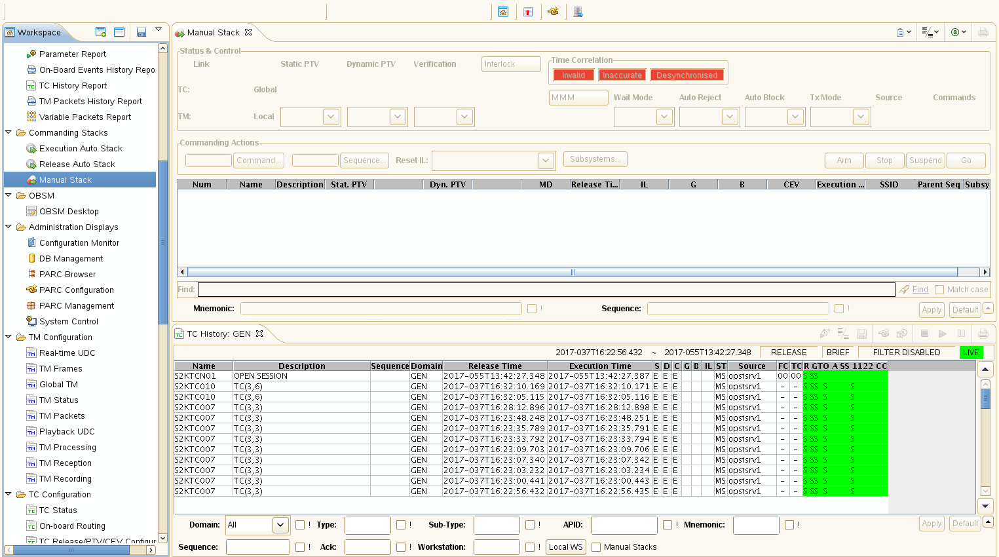 Workspace
Parameter Report
On-Board Events History Repo
TC History Report
TM Packets History Report
Variable Packets Report
Commanding Stacks
Execution Auto Stack
Release Auto Stack
Manual Stack
OBSM
OBSM Desktop
Administration Displays
Configuration Monitor
DB Management
PARC Browser
PARC Configuration
PARC Management
System Control
TM Configuration
Real-time UDC
TM Frames
Global TM
TM Status
TM Packets
Playback UDC
TM Processing
TM Reception
TM Recording
TC Configuration
TC Status
On-board Routing
TC Release/PTV/CEV Configur
Manual Stack
Status & Control
Link Static PTV Dynamic PTV Verification Interlock
Time Correlation
Invalid Inaccurate Desynchronised
TC: Global
MMM Wait Mode Auto Reject Auto Block Tx Mode Source Commands
TM: Local
Commanding Actions
Command... Sequence... Reset IL: Subsystems... Arm Stop Suspend Go
Num Name Description Stat. PTV Dyn. PTV MD Release Ti... IL G B CEV Execution ... SSID Parent Seq Subsy
Find: Find Match case
Mnemonic: ! Sequence: ! Apply Default
TC History: GEN
2017-037T16:22:56.432 ~ 2017-055T13:42:27.348 RELEASE BRIEF FILTER DISABLED LIVE
Name Description Sequence Domain Release Time Execution Time S D C G B IL ST Source FC TC R GTO A SS 1122 CC
S2KTCN01 OPEN SESSION GEN 2017-055T13:42:27.348 2017-055T13:42:27.387 E E E MS opstsrv1 00 00 S SS
S2KTC010 TC(3,6) GEN 2017-037T16:32:10.169 2017-037T16:32:10.171 E E E MS opstsrv1 - - S SS S S
S2KTC010 TC(3,6) GEN 2017-037T16:32:05.115 2017-037T16:32:05.116 E E E MS opstsrv1 - - S SS S S
S2KTC007 TC(3,3) GEN 2017-037T16:28:12.896 2017-037T16:28:12.898 E E E MS opstsrv1 - - S SS S S
S2KTC007 TC(3,3) GEN 2017-037T16:23:48.248 2017-037T16:23:48.251 E E E MS opstsrv1 - - S SS S S
S2KTC007 TC(3,3) GEN 2017-037T16:23:35.789 2017-037T16:23:35.791 E E E MS opstsrv1 - - S SS S S
S2KTC007 TC(3,3) GEN 2017-037T16:23:33.792 2017-037T16:23:33.794 E E E MS opstsrv1 - - S SS S S
S2KTC007 TC(3,3) GEN 2017-037T16:23:09.703 2017-037T16:23:09.706 E E E MS opstsrv1 - - S SS S S
S2KTC007 TC(3,3) GEN 2017-037T16:23:07.340 2017-037T16:23:07.342 E E E MS opstsrv1 - - S SS S S
S2KTC007 TC(3,3) GEN 2017-037T16:23:03.232 2017-037T16:23:03.234 E E E MS opstsrv1 - - S SS S S
S2KTC007 TC(3,3) GEN 2017-037T16:23:00.441 2017-037T16:23:00.443 E E E MS opstsrv1 - - S SS S S
S2KTC007 TC(3,3) GEN 2017-037T16:22:56.432 2017-037T16:22:56.435 E E E MS opstsrv1 - - S SS S S
Domain: All ! Type: ! Sub-Type: ! APID: ! Mnemonic: ! Apply Default
Sequence: ! Ack: ! Workstation: ! Local WS Manual Stacks